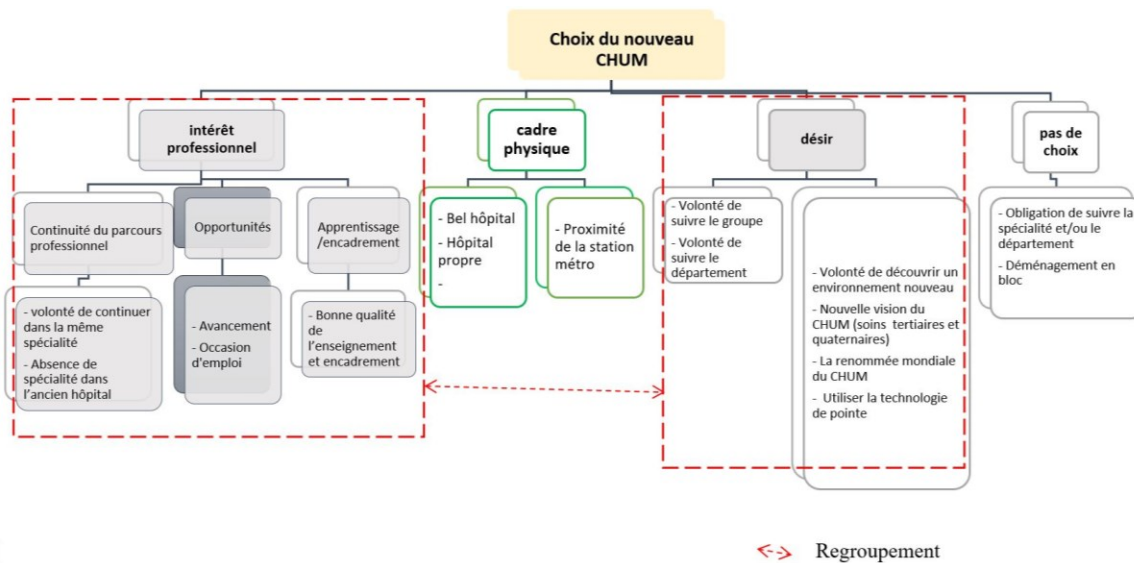 Choix du nouveau
CHUM
intérêt
professionnel
cadre
physique
désir
pas de
choix
Continuité du parcours
professionnel
Opportunités
Apprentissage
/encadrement
- volonté de continuer
dans la même
spécialité
- Absence de
spécialité dans
l'ancien hôpital
- Avancement
- Occasion
d'emploi
- Bonne qualité
de
l'enseignement
et encadrement
- Bel hôpital
- Hôpital
propre
-
- Proximité
de la station
métro
- Volonté de
suivre le groupe
- Volonté de
suivre le
département
- Volonté de découvrir un
environnement nouveau
- Nouvelle vision du
CHUM (soins tertiaires et
quaternaires)
- La renommée mondiale
du CHUM
- Utiliser la technologie
de pointe
- Obligation de suivre la
spécialité et/ou le
département
- Déménagement en
bloc
Regroupement